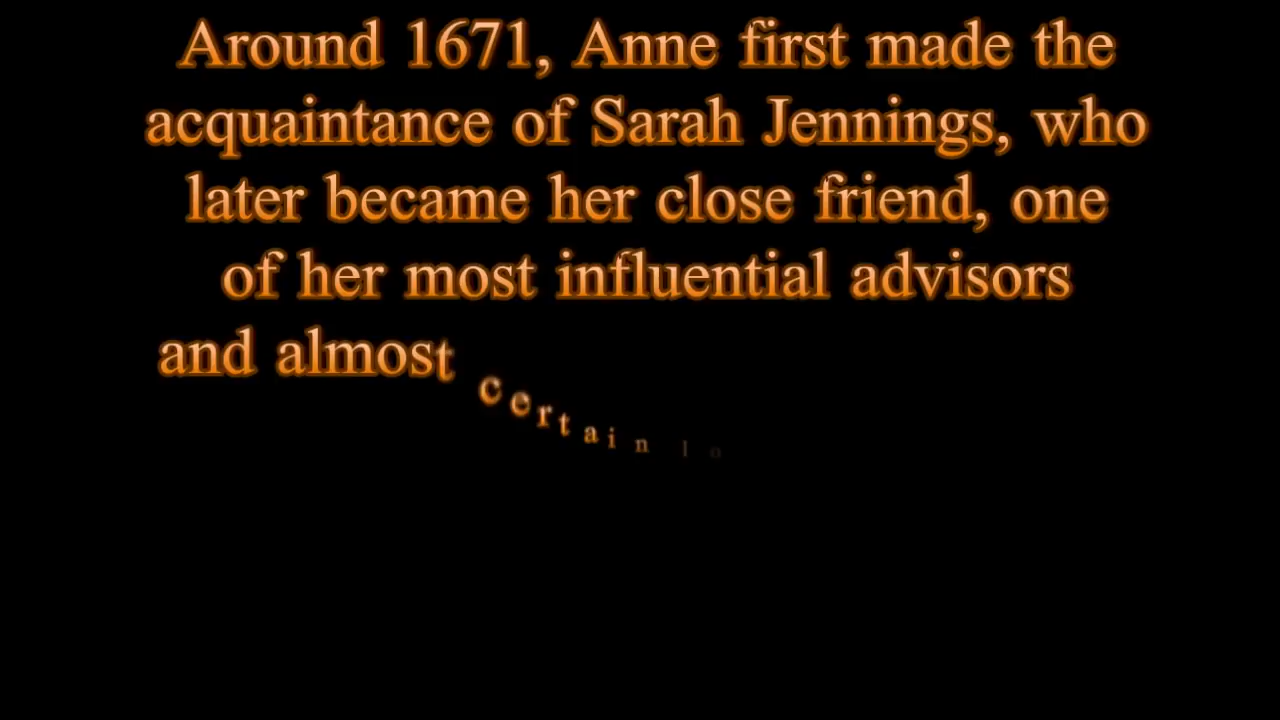 Around 1671, Anne first made the
acquaintance of Sarah Jennings, who
later became her close friend, one
of her most influential advisors
and almost certain lo